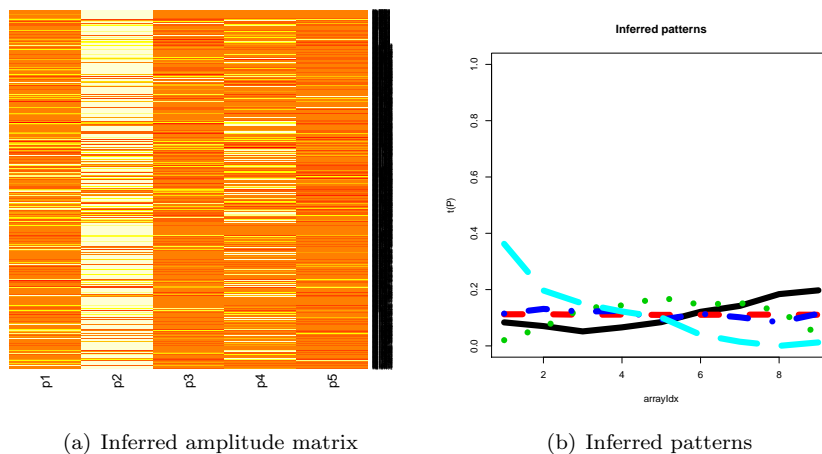 p1
p2
p3
p4
p5
Inferred patterns
1.0
0.8
0.6
0.4
0.2
0.0
t(P)
2
4
6
8
arrayIdx
(a) Inferred amplitude matrix
(b) Inferred patterns